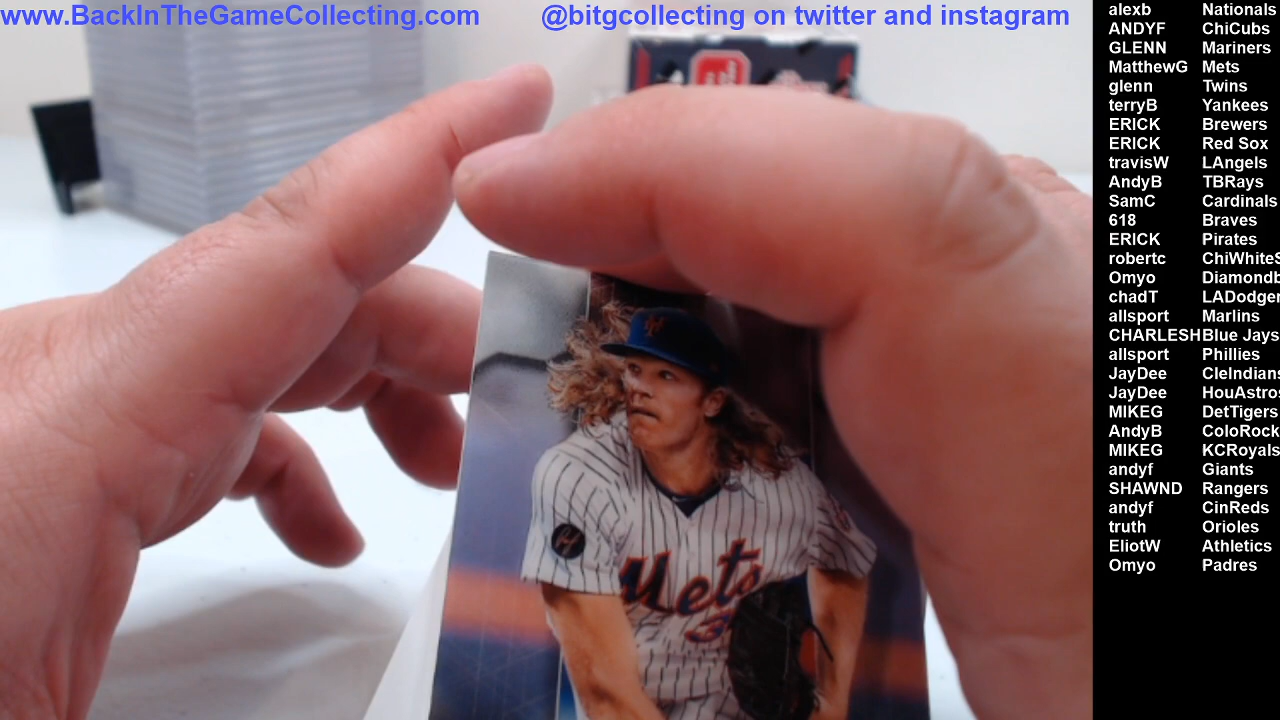 www.BackInTheGameCollecting.com @bitgcollecting on twitter and instagram
alexb Nationals
ANDYF ChiCubs
GLENN Mariners
MatthewG Mets
glenn Twins
terryB Yankees
ERICK Brewers
ERICK Red Sox
travisW LAngels
AndyB TBRays
SamC Cardinals
618 Braves
ERICK Pirates
robertc ChiWhiteS
Omyo Diamondb
chadT LADodger
allsport Marlins
CHARLESH Blue Jays
allsport Phillies
JayDee CleIndians
JayDee HouAstros
MIKEG DetTigers
AndyB ColoRock
MIKEG KCRoyals
andyf Giants
SHAWND Rangers
andyf CinReds
truth Orioles
EliotW Athletics
Omyo Padres
Mets